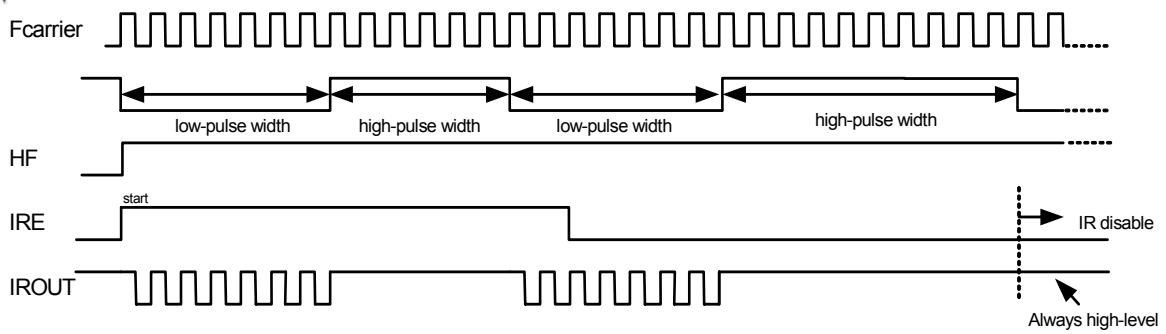 Fcarrier
low-pulse width high-pulse width low-pulse width high-pulse width
HF
start
IRE
IR disable
IROUT
Always high-level